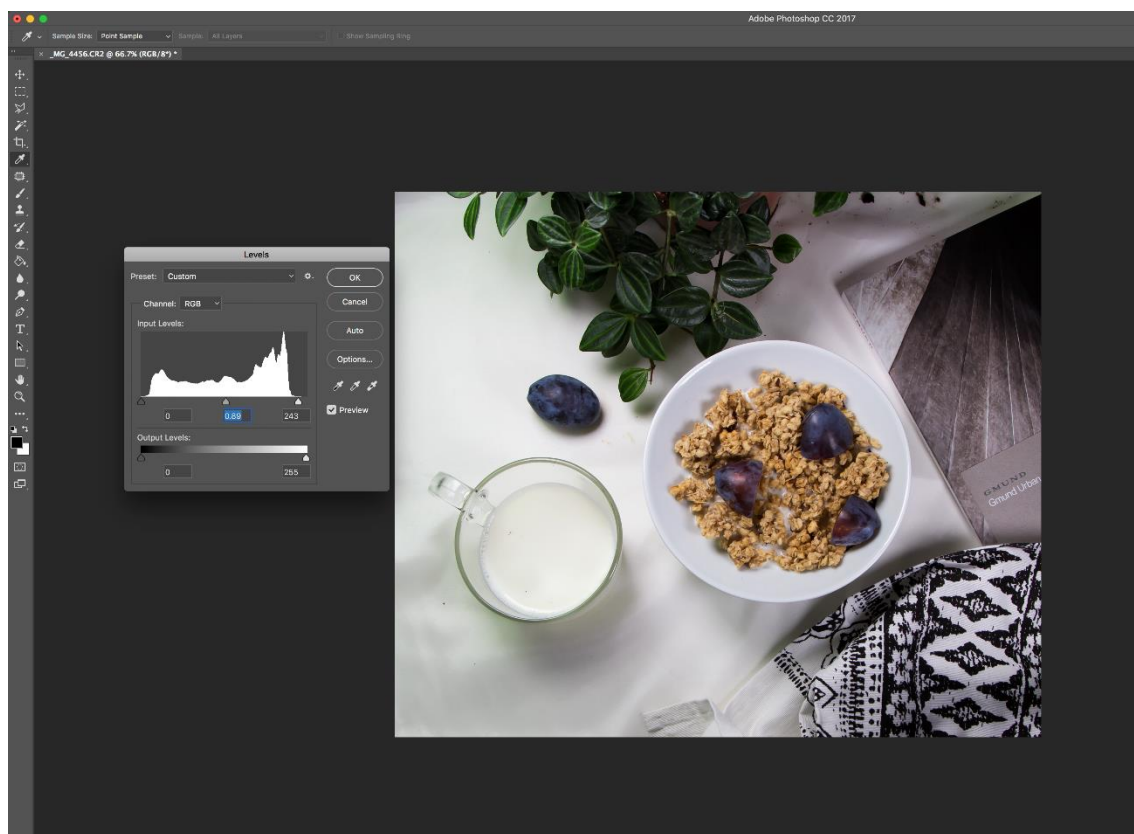 Adobe Photoshop CC 2017
Sample Size: Point Sample Sample: All Layers Show Sampling Ring
× _MG_4456.CR2 @ 66.7% (RGB/8*) *
Levels
Preset: Custom
OK
Channel: RGB
Cancel
Input Levels:
Auto
Options...
0 0.89 243
Preview
Output Levels:
0 255
GMUND
Gmund Urban